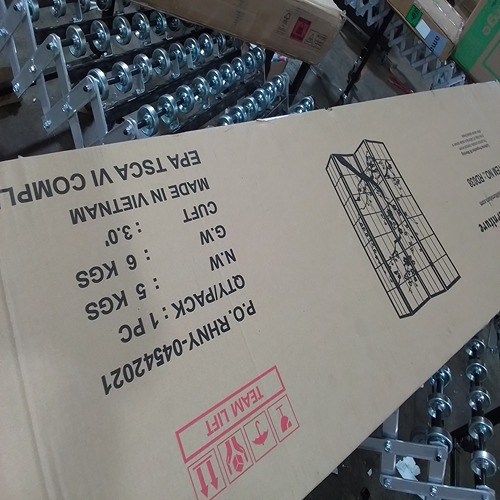 P.O. RHNY-04542021
QTY/PACK : 1 PC
N.W : 5 KGS
G.W : 6 KGS
CUFT : 3.0'
MADE IN VIETNAM
EPA TSCA VI COMPLI
TEAM LIFT